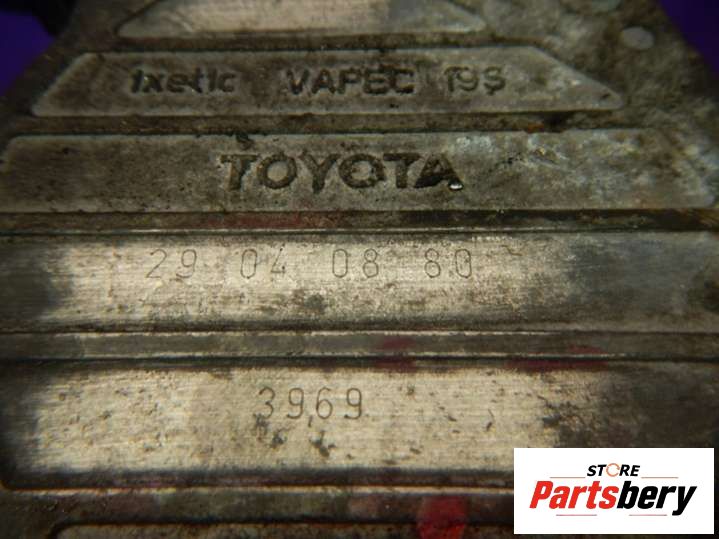 ixetic VAPEC 19S
TOYOTA
29 04 08 80
3969
STORE
Partsbery